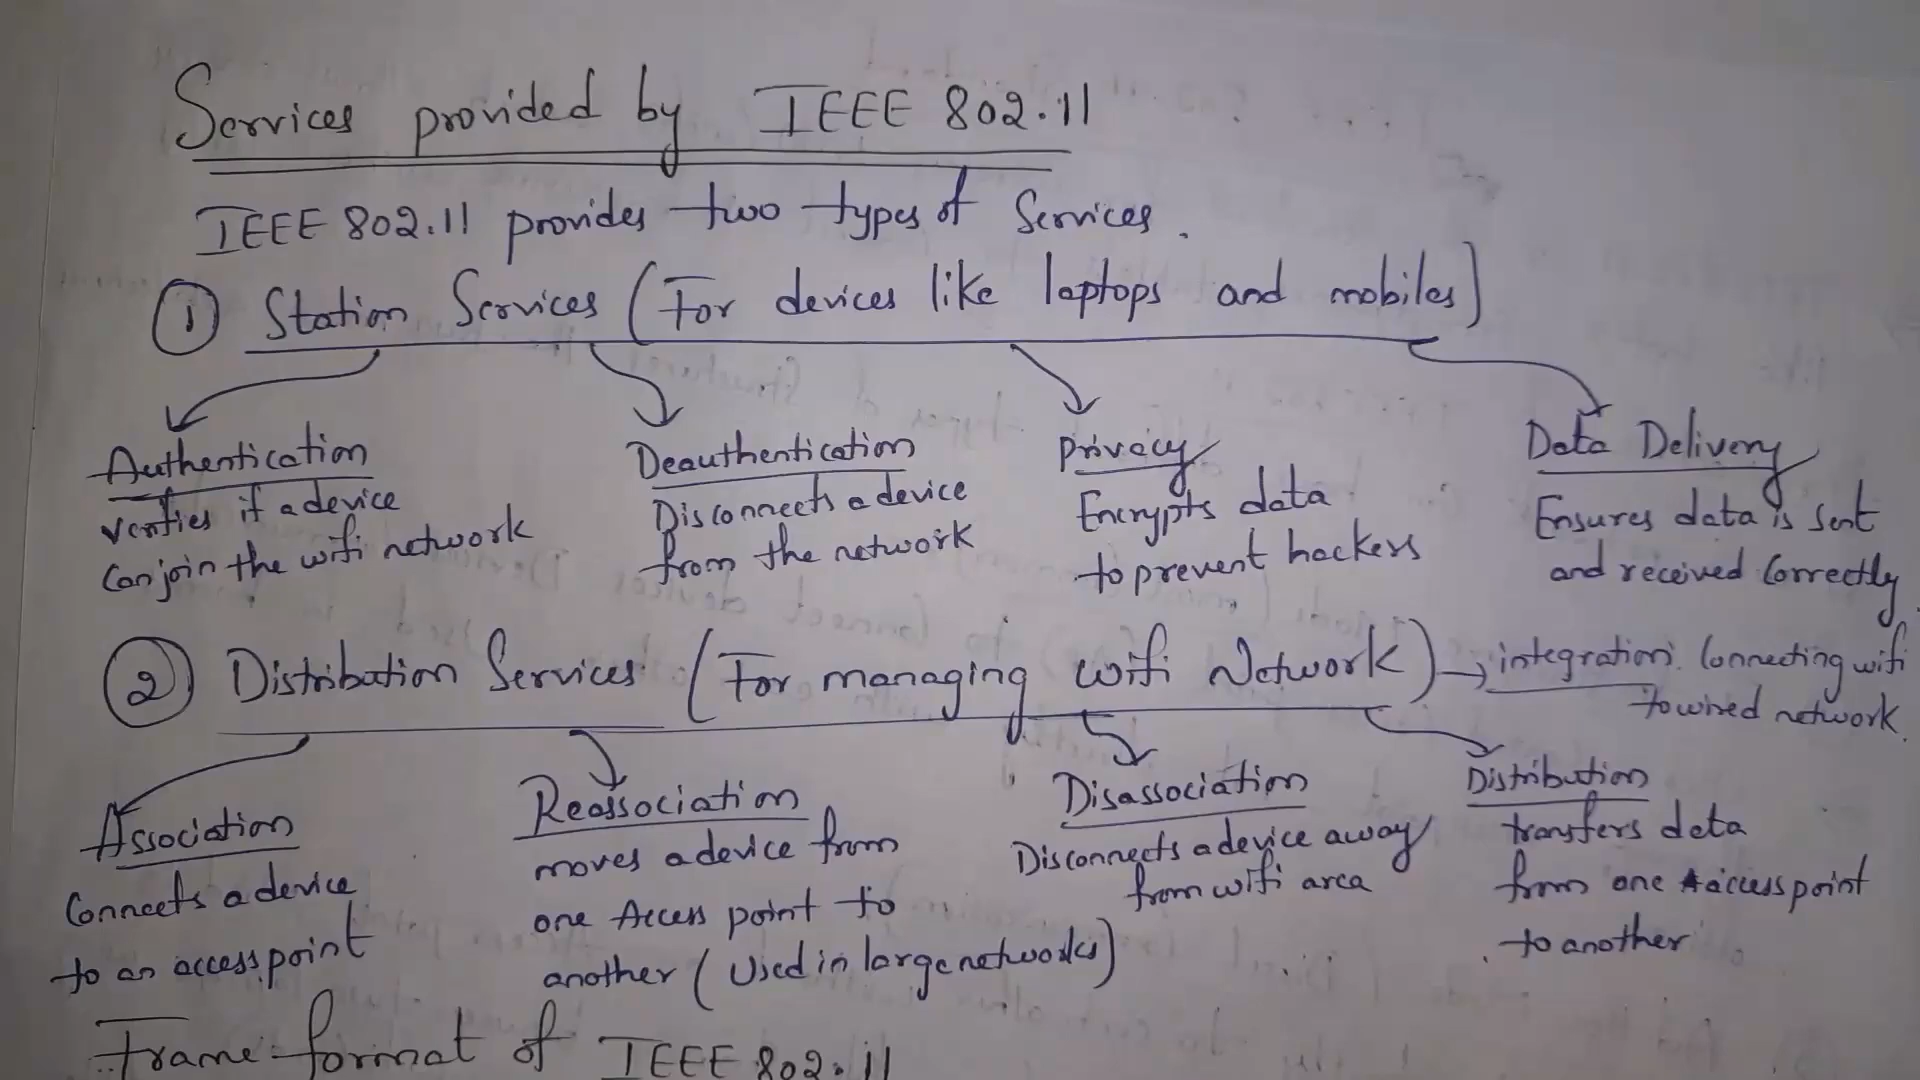 Services provided by IEEE 802.11
IEEE 802.11 provides two types of Services.
1 Station Services (For devices like laptops and mobiles)
Authentication
verifies if a device
can join the wifi network
Deauthentication
Disconnects a device
from the network
Privacy
Encrypts data
to prevent hackers
Data Delivery
Ensures data is sent
and received correctly
2 Distribution Services (For managing wifi Network) → integration. Connecting wifi
to wired network.
Association
Connects a device
to an access point
Reassociation
moves a device from
one Access point to
another (Used in large networks)
Disassociation
Disconnects a device away
from wifi area
Distribution
transfers data
from one access point
to another
Frame format of IEEE 802.11